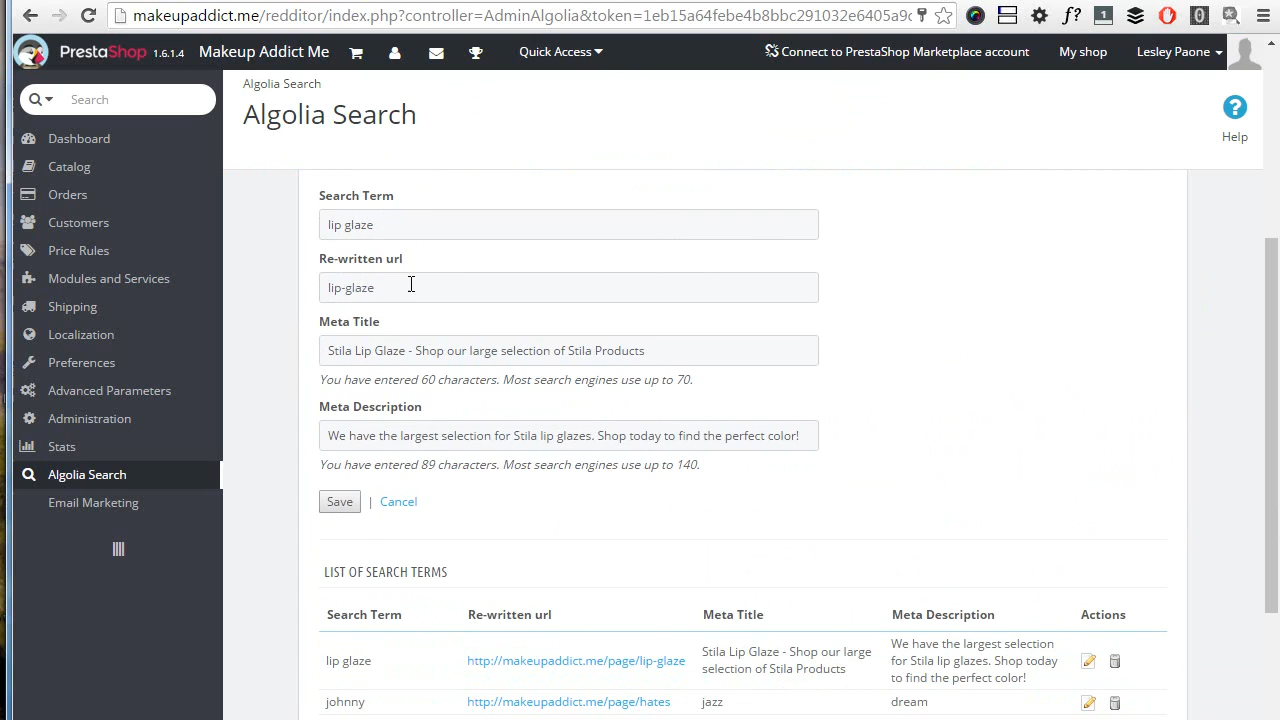 makeupaddict.me/redditor/index.php?controller=AdminAlgolia&token=1eb15a64febe4b8bb291032e6405a9c
PrestaShop 1.6.1.4 Makeup Addict Me Quick Access Connect to PrestaShop Marketplace account My shop Lesley Paone
Search
Dashboard
Catalog
Orders
Customers
Price Rules
Modules and Services
Shipping
Localization
Preferences
Advanced Parameters
Administration
Stats
Algolia Search
Email Marketing
Algolia Search
Algolia Search
Help
Search Term
lip glaze
Re-written url
lip-glaze
Meta Title
Stila Lip Glaze - Shop our large selection of Stila Products
You have entered 60 characters. Most search engines use up to 70.
Meta Description
We have the largest selection for Stila lip glazes. Shop today to find the perfect color!
You have entered 89 characters. Most search engines use up to 140.
Save | Cancel
LIST OF SEARCH TERMS
Search Term Re-written url Meta Title Meta Description Actions
lip glaze http://makeupaddict.me/page/lip-glaze Stila Lip Glaze - Shop our large
selection of Stila Products
We have the largest selection
for Stila lip glazes. Shop today
to find the perfect color!
johnny http://makeupaddict.me/page/hates jazz dream